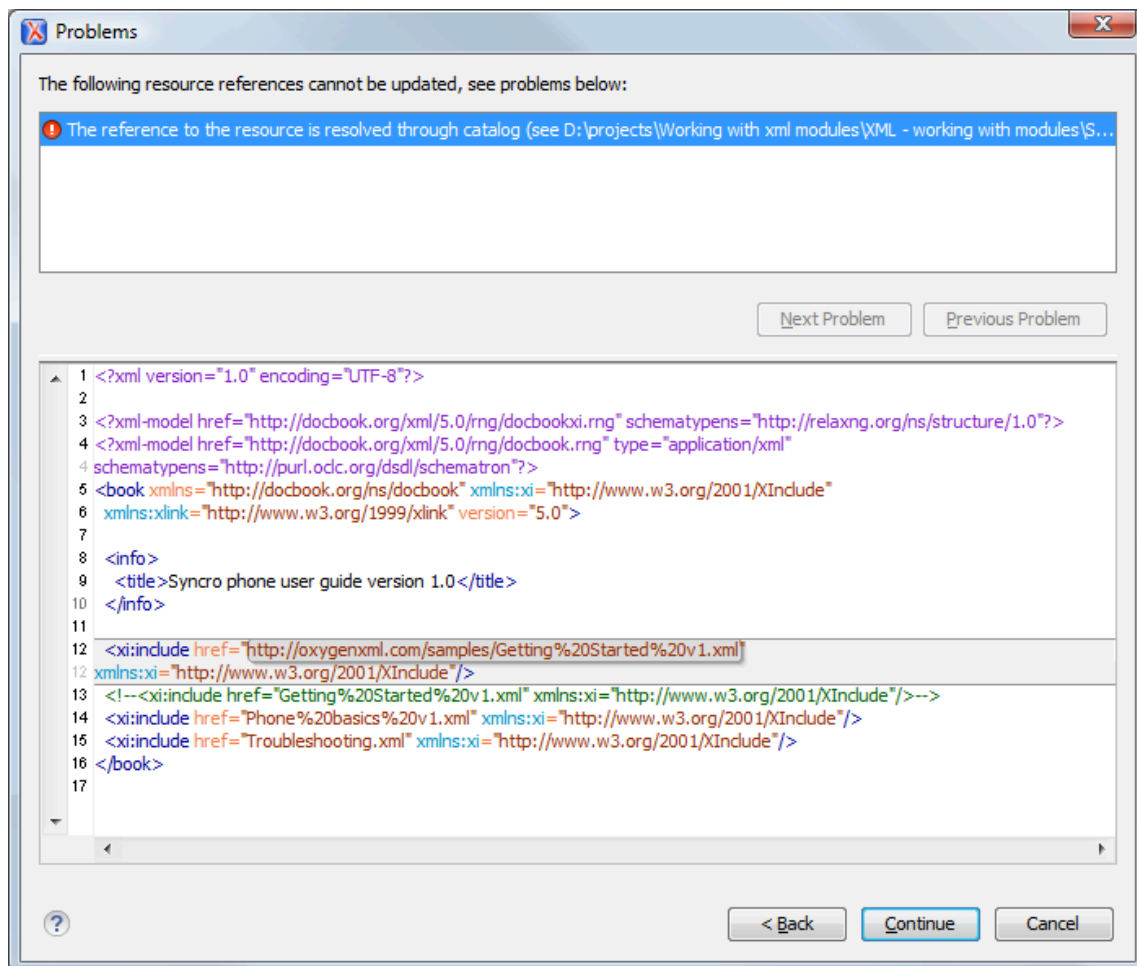 Problems
The following resource references cannot be updated, see problems below:
The reference to the resource is resolved through catalog (see D:\projects\Working with xml modules\XML - working with modules\S...
Next Problem Previous Problem
1 <?xml version="1.0" encoding="UTF-8"?>
2
3 <?xml-model href="http://docbook.org/xml/5.0/rng/docbookxi.rng" schematypens="http://relaxng.org/ns/structure/1.0"?>
4 <?xml-model href="http://docbook.org/xml/5.0/rng/docbook.rng" type="application/xml"
4 schematypens="http://purl.oclc.org/dsdl/schematron"?>
5 <book xmlns="http://docbook.org/ns/docbook" xmlns:xi="http://www.w3.org/2001/XInclude"
6 xmlns:xlink="http://www.w3.org/1999/xlink" version="5.0">
7
8 <info>
9 <title>Syncro phone user guide version 1.0</title>
10 </info>
11
12 <xi:include href="http://oxygenxml.com/samples/Getting%20Started%20v1.xml"
12 xmlns:xi="http://www.w3.org/2001/XInclude"/>
13 <!--<xi:include href="Getting%20Started%20v1.xml" xmlns:xi="http://www.w3.org/2001/XInclude"/>-->
14 <xi:include href="Phone%20basics%20v1.xml" xmlns:xi="http://www.w3.org/2001/XInclude"/>
15 <xi:include href="Troubleshooting.xml" xmlns:xi="http://www.w3.org/2001/XInclude"/>
16 </book>
17
? < Back Continue Cancel